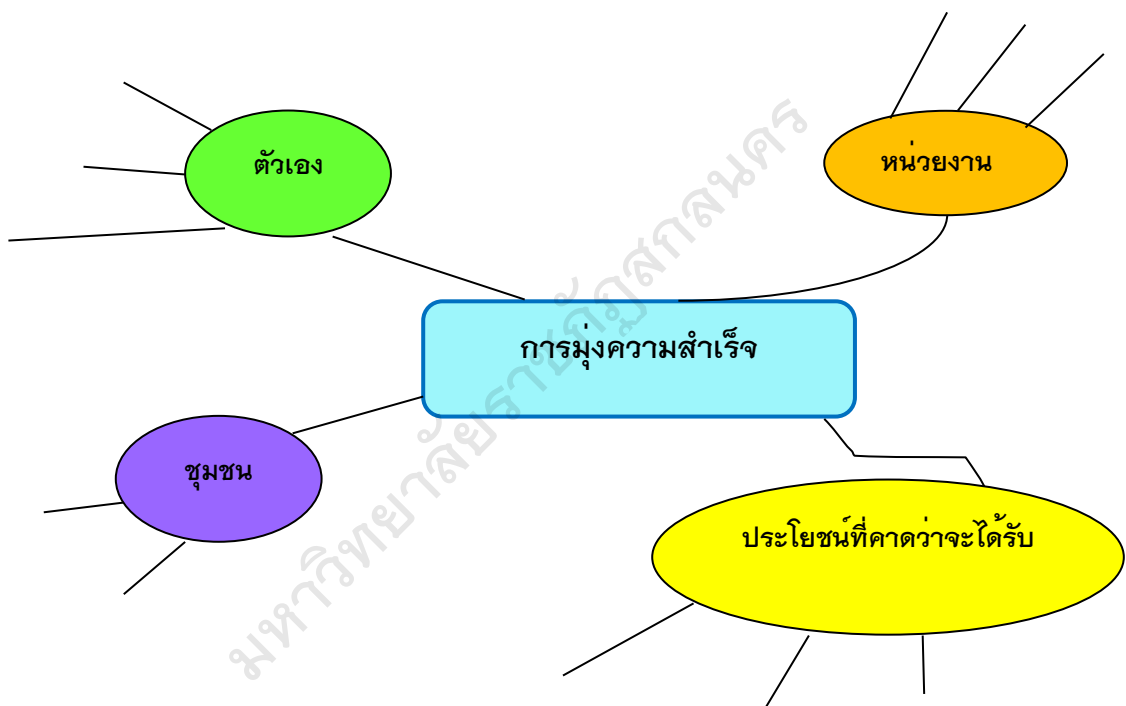 ตัวเอง
หน่วยงาน
การมุ่งความสำเร็จ
ชุมชน
ประโยชน์ที่คาดว่าจะได้รับ
มหาวิทยาลัยราชภัฏสกลนคร